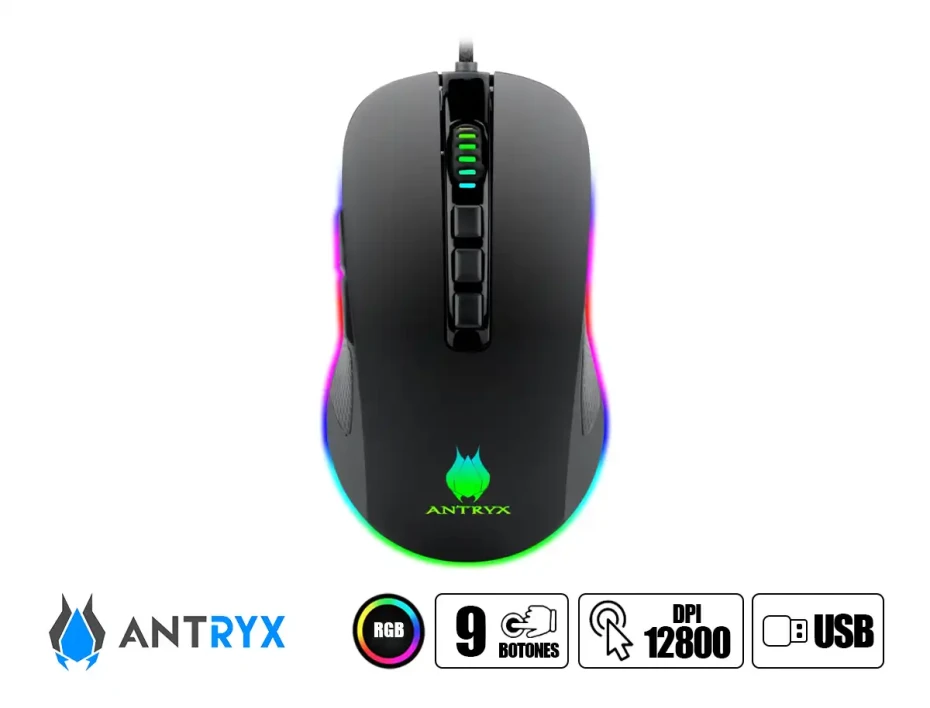 ANTRYX
ANTRYX
RGB
9
BOTONES
DPI
12800
USB